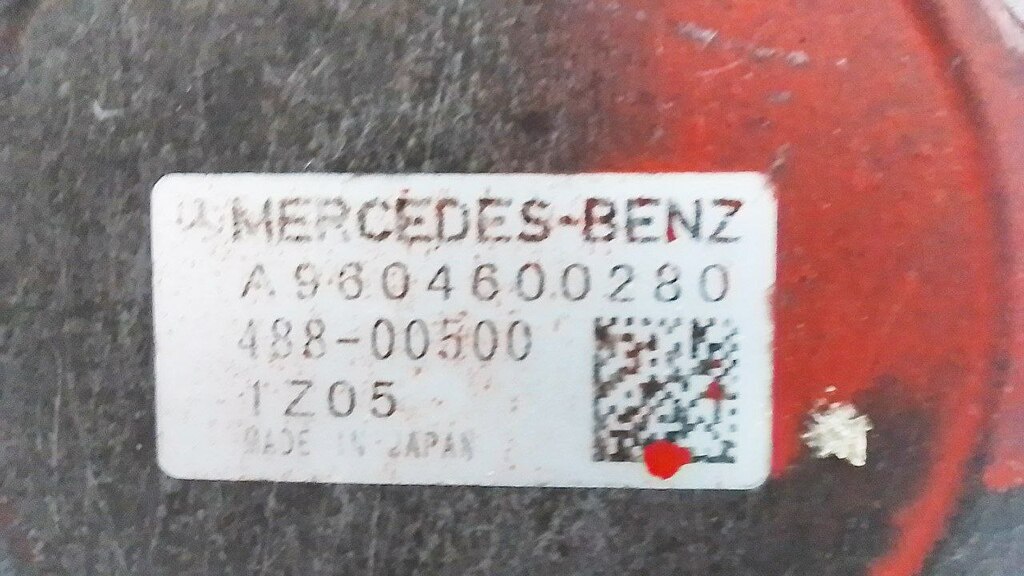 MERCEDES-BENZ
A9604600280
488-00500
1Z05
MADE IN JAPAN